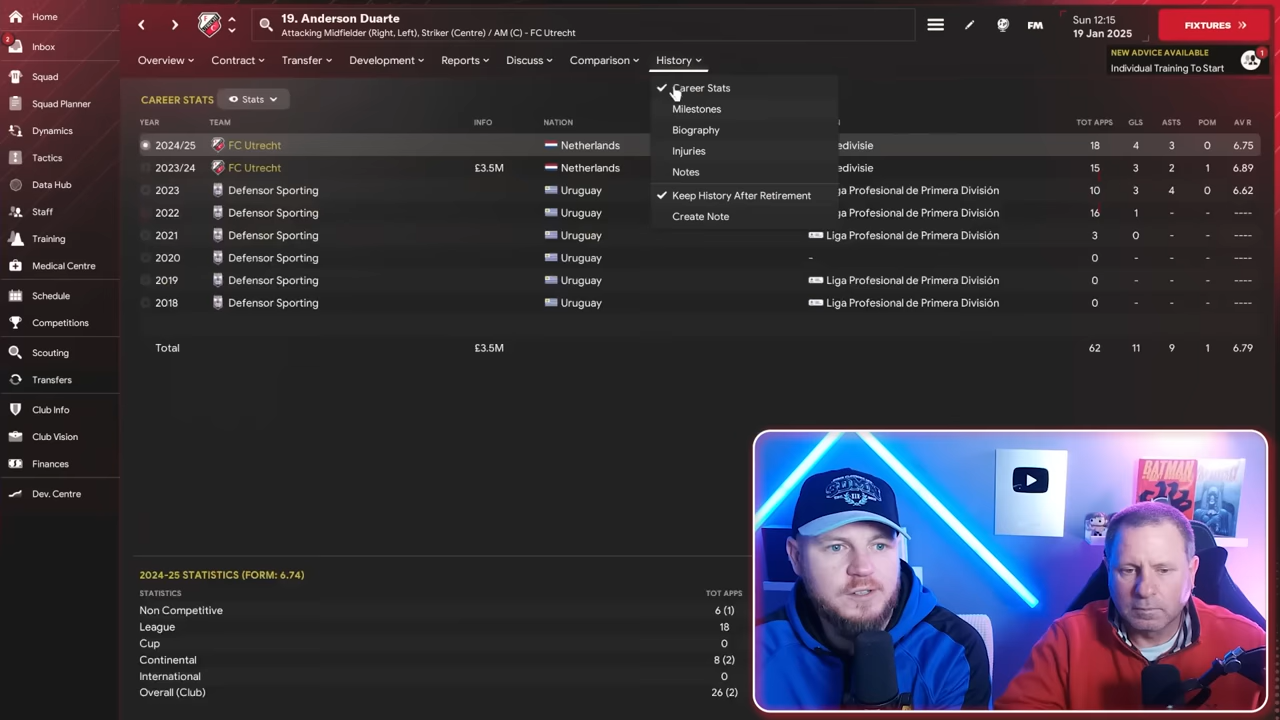 Home
19. Anderson Duarte
Attacking Midfielder (Right, Left), Striker (Centre) / AM (C) - FC Utrecht
FM
Sun 12:15
19 Jan 2025
FIXTURES
2
Inbox
Overview
Contract
Transfer
Development
Reports
Discuss
Comparison
History
NEW ADVICE AVAILABLE
Individual Training To Start
1
Squad
Squad Planner
Dynamics
Tactics
Data Hub
Staff
Training
Medical Centre
Schedule
Competitions
Scouting
Transfers
Club Info
Club Vision
Finances
Dev. Centre
CAREER STATS
Stats
Career Stats
Milestones
Biography
Injuries
Notes
Keep History After Retirement
Create Note
YEAR TEAM INFO NATION TOT APPS GLS ASTS POM AV R
2024/25 FC Utrecht Netherlands edivisie 18 4 3 0 6.75
2023/24 FC Utrecht £3.5M Netherlands edivisie 15 3 2 1 6.89
2023 Defensor Sporting Uruguay Liga Profesional de Primera División 10 3 4 0 6.62
2022 Defensor Sporting Uruguay Liga Profesional de Primera División 16 1 - - ----
2021 Defensor Sporting Uruguay Liga Profesional de Primera División 3 0 - - ----
2020 Defensor Sporting Uruguay - 0 - - - ----
2019 Defensor Sporting Uruguay Liga Profesional de Primera División 0 - - - ----
2018 Defensor Sporting Uruguay Liga Profesional de Primera División 0 - - - ----
Total £3.5M 62 11 9 1 6.79
2024-25 STATISTICS (FORM: 6.74)
STATISTICS TOT APPS
Non Competitive 6 (1)
League 18
Cup 0
Continental 8 (2)
International 0
Overall (Club) 26 (2)
BATMAN